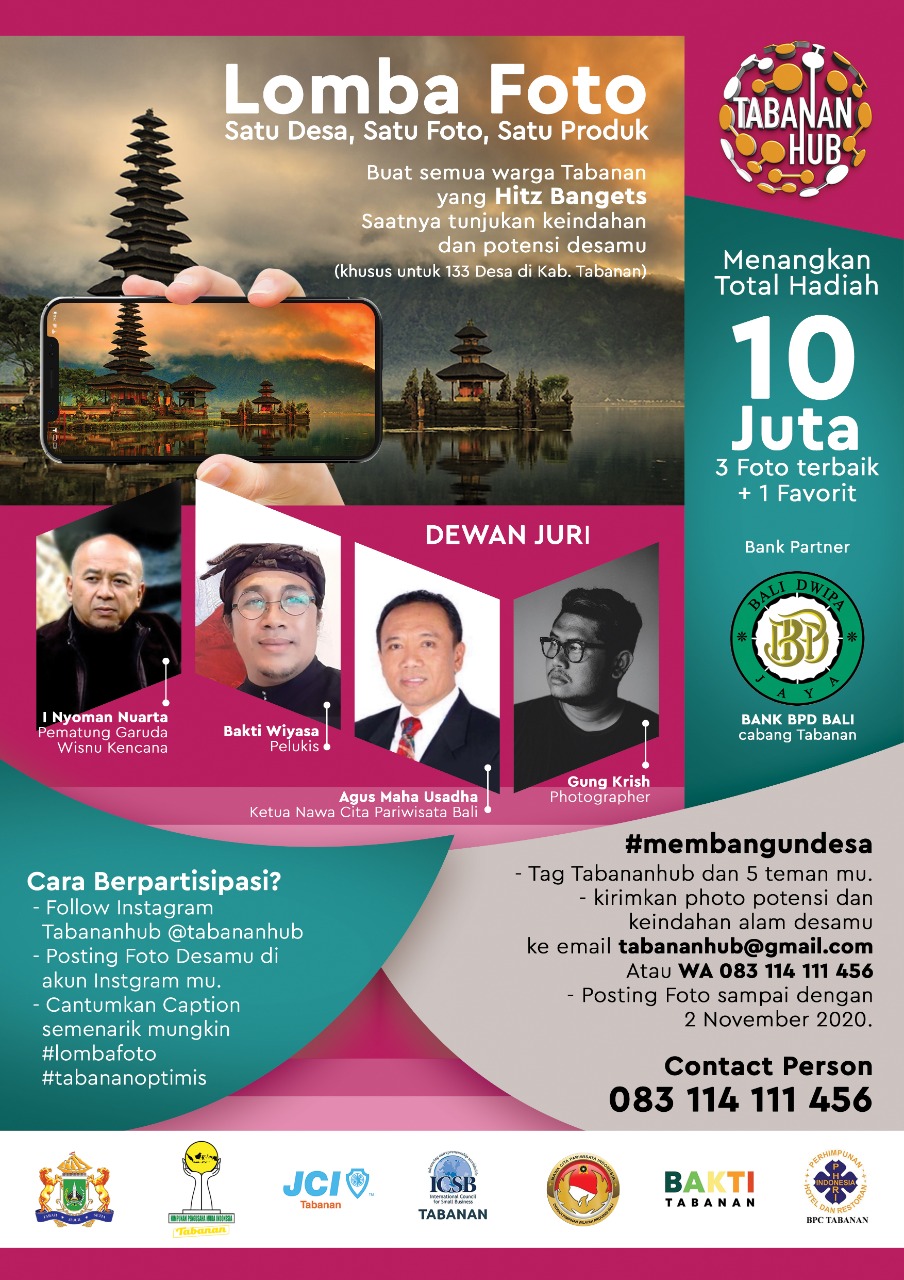 Lomba Foto
Satu Desa, Satu Foto, Satu Produk
Buat semua warga Tabanan
yang Hitz Bangets
Saatnya tunjukan keindahan
dan potensi desamu
(khusus untuk 133 Desa di Kab. Tabanan)
TABANAN
HUB
Menangkan
Total Hadiah
10
Juta
3 Foto terbaik
+ 1 Favorit
Bank Partner
BALI DWIPA
JAYA
BANK BPD BALI
cabang Tabanan
DEWAN JURI
I Nyoman Nuarta
Pematung Garuda
Wisnu Kencana
Bakti Wiyasa
Pelukis
Agus Maha Usadha
Ketua Nawa Cita Pariwisata Bali
Gung Krish
Photographer
Cara Berpartisipasi?
- Follow Instagram
Tabananhub @tabananhub
- Posting Foto Desamu di
akun Instgram mu.
- Cantumkan Caption
semenarik mungkin
#lombafoto
#tabananoptimis
#membangundesa
- Tag Tabananhub dan 5 teman mu.
- kirimkan photo potensi dan
keindahan alam desamu
ke email tabananhub@gmail.com
Atau WA 083 114 111 456
- Posting Foto sampai dengan
2 November 2020.
Contact Person
083 114 111 456
HIMPUNAN PENGUSAHA MUDA INDONESIA
Tabanan
JCI
Tabanan
ICSB
International Council
for Small Business
TABANAN
BAKTI
TABANAN
PERHIMPUNAN
PHRI
INDONESIA
HOTEL DAN RESTORAN
BPC TABANAN